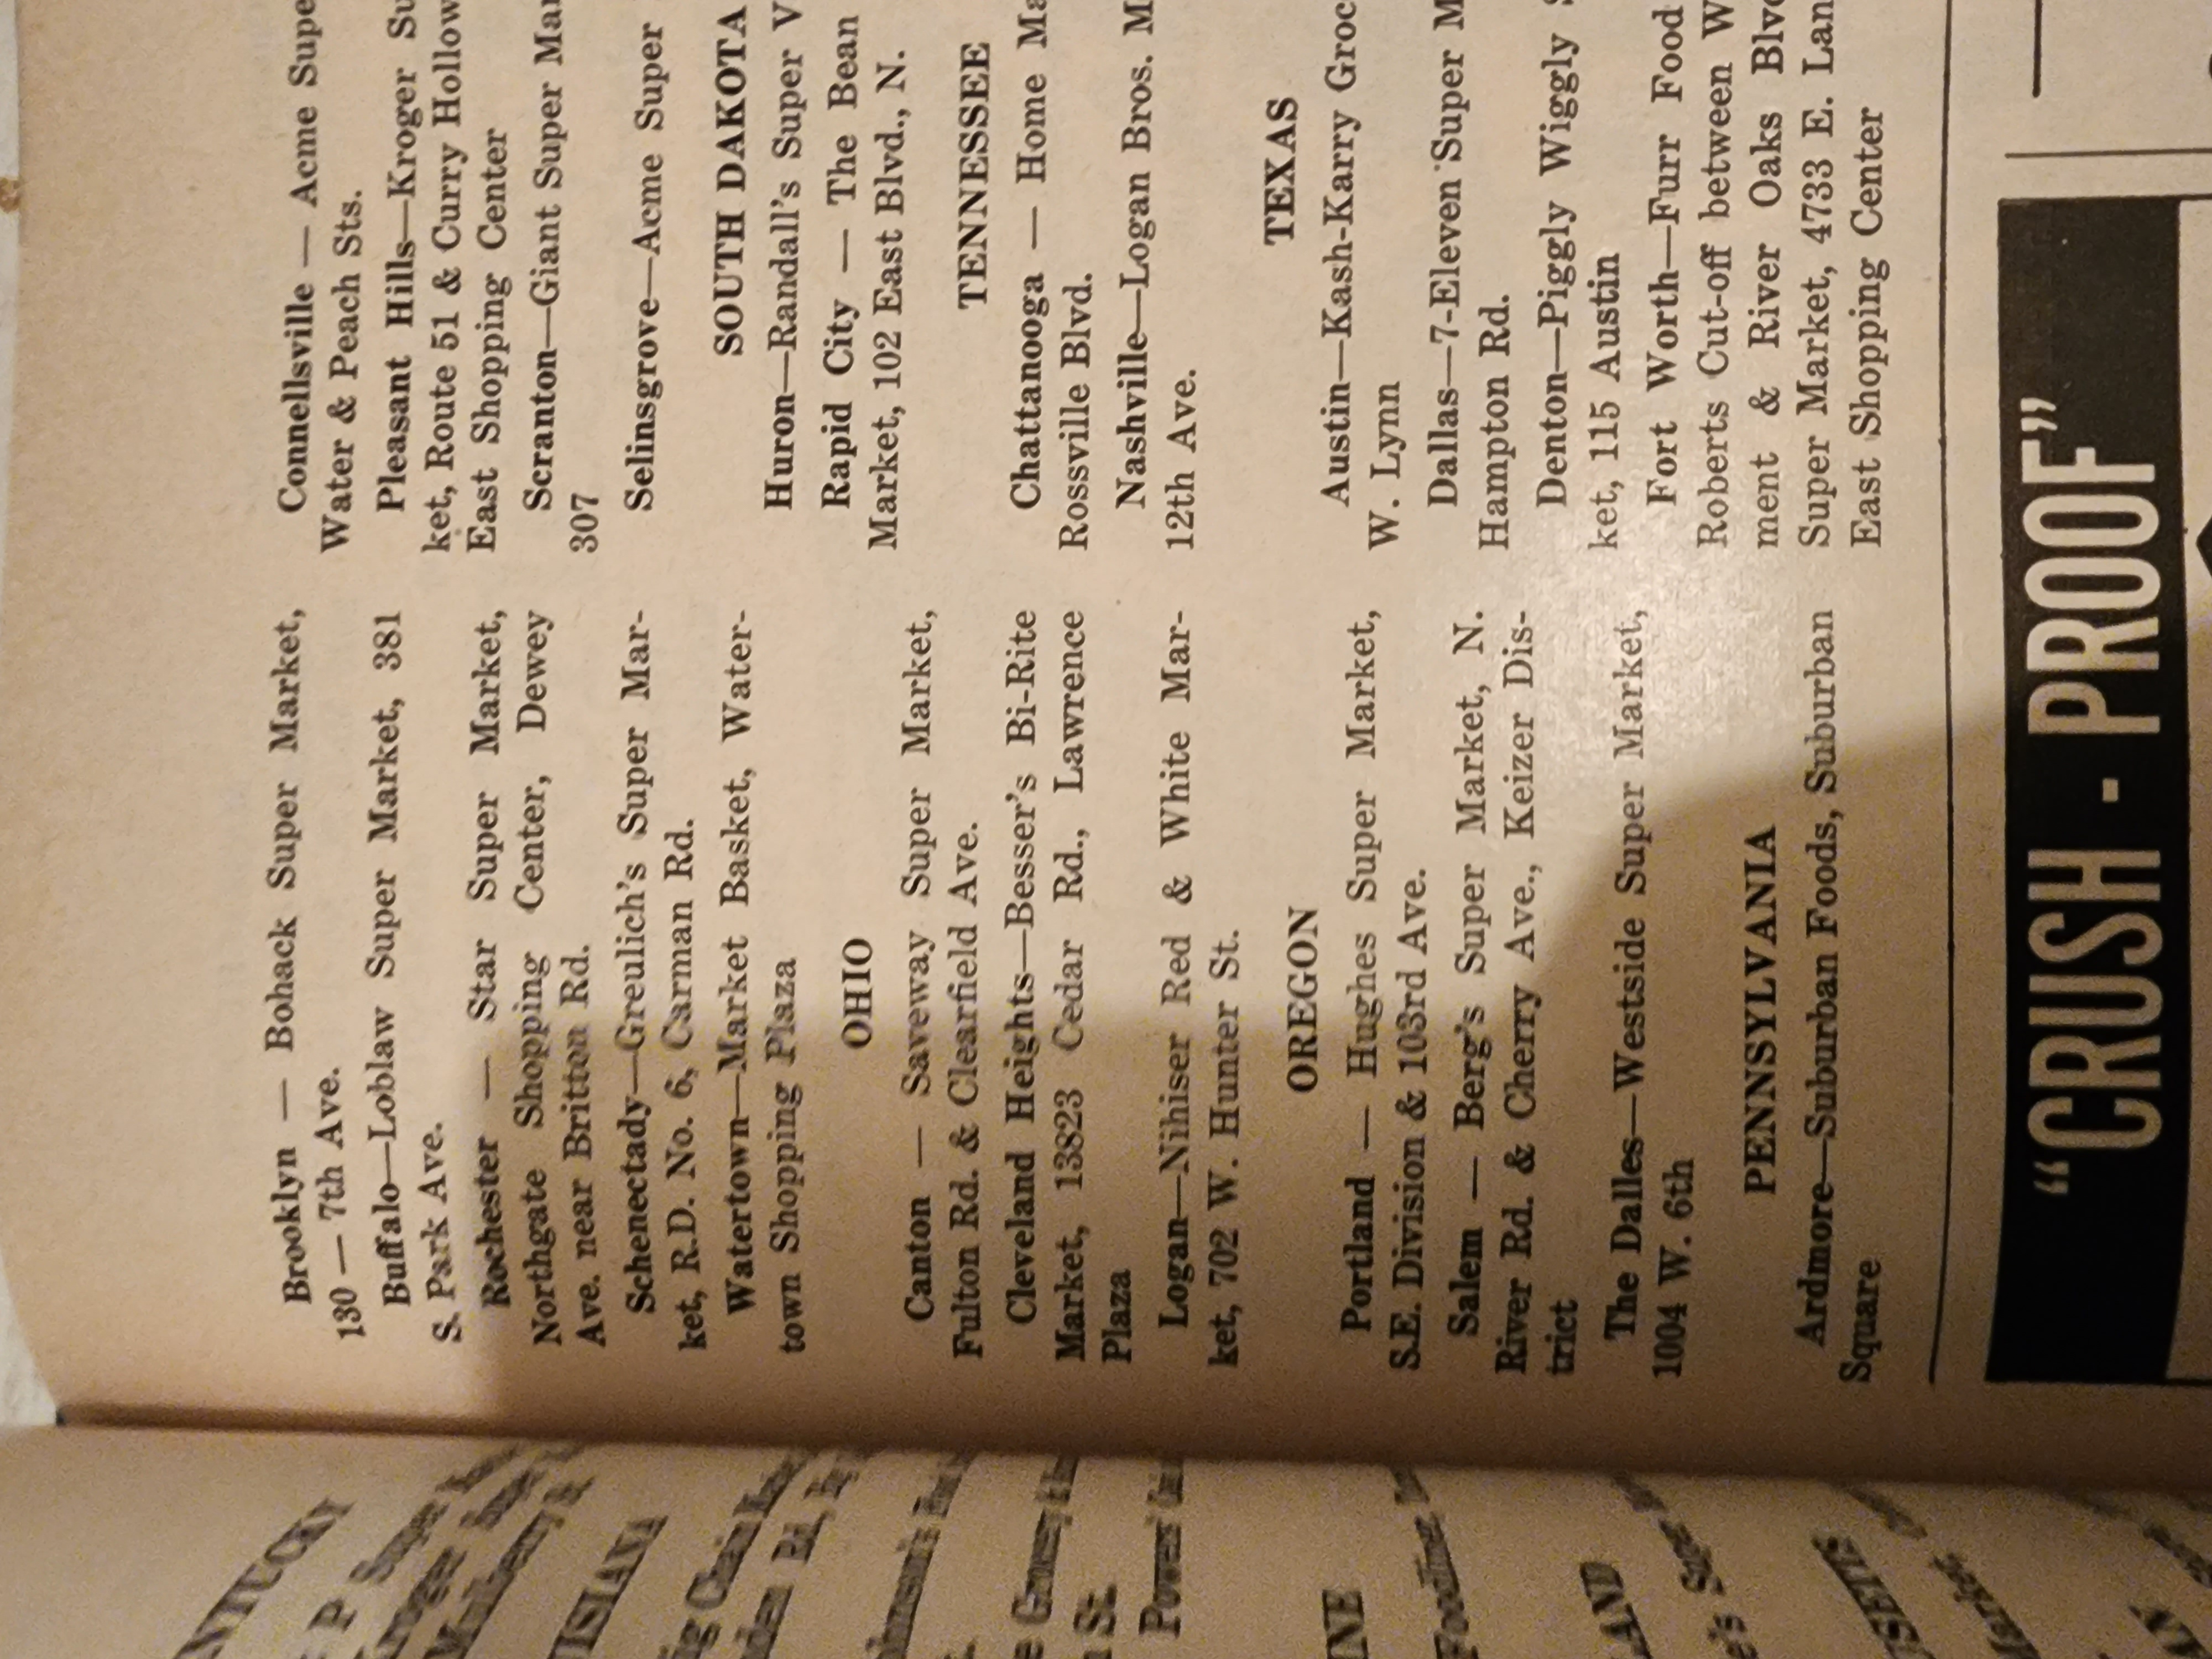 Brooklyn — Bohack Super Market,
130 — 7th Ave.
Buffalo—Loblaw Super Market, 381
S. Park Ave.
Rochester — Star Super Market,
Northgate Shopping Center, Dewey
Ave. near Britton Rd.
Schenectady—Greulich's Super Mar-
ket, R.D. No. 6, Carman Rd.
Watertown—Market Basket, Water-
town Shopping Plaza
OHIO
Canton — Saveway Super Market,
Fulton Rd. & Clearfield Ave.
Cleveland Heights—Besser's Bi-Rite
Market, 13823 Cedar Rd., Lawrence
Plaza
Logan—Nihiser Red & White Mar-
ket, 702 W. Hunter St.
OREGON
Portland — Hughes Super Market,
S.E. Division & 103rd Ave.
Salem — Berg's Super Market, N.
River Rd. & Cherry Ave., Keizer Dis-
trict
The Dalles—Westside Super Market,
1004 W. 6th
PENNSYLVANIA
Ardmore—Suburban Foods, Suburban
Square
Connellsville — Acme Supe
Water & Peach Sts.
Pleasant Hills—Kroger Su
ket, Route 51 & Curry Hollow
East Shopping Center
Scranton—Giant Super Mar
307
Selinsgrove—Acme Super
SOUTH DAKOTA
Huron—Randall's Super V
Rapid City — The Bean
Market, 102 East Blvd., N.
TENNESSEE
Chattanooga — Home Ma
Rossville Blvd.
Nashville—Logan Bros. M
12th Ave.
TEXAS
Austin—Kash-Karry Groc
W. Lynn
Dallas—7-Eleven Super M
Hampton Rd.
Denton—Piggly Wiggly S
ket, 115 Austin
Fort Worth—Furr Food
Roberts Cut-off between W
ment & River Oaks Blvd
Super Market, 4733 E. Lan
East Shopping Center
"CRUSH - PROOF"